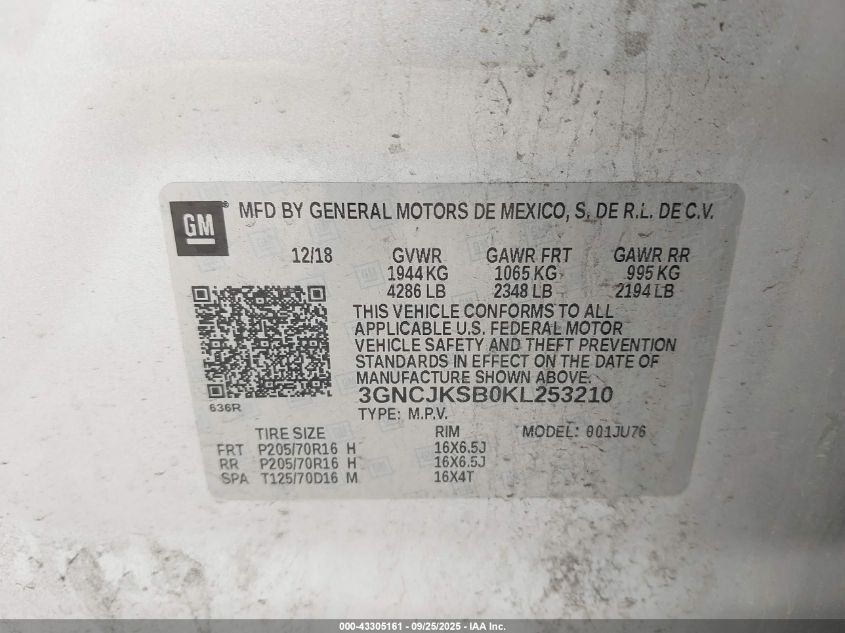 GM ® MFD BY GENERAL MOTORS DE MEXICO, S. DE R.L. DE C.V.
12/18 GVWR GAWR FRT GAWR RR
1944 KG 1065 KG 995 KG
4286 LB 2348 LB 2194 LB
THIS VEHICLE CONFORMS TO ALL
APPLICABLE U.S. FEDERAL MOTOR
VEHICLE SAFETY AND THEFT PREVENTION
STANDARDS IN EFFECT ON THE DATE OF
MANUFACTURE SHOWN ABOVE.
3GNCJKSB0KL253210
636R
TYPE: M.P.V.
TIRE SIZE RIM MODEL: 001JU76
FRT P205/70R16 H 16X6.5J
RR P205/70R16 H 16X6.5J
SPA T125/70D16 M 16X4T
000-43305161 - 09/25/2025 - IAA Inc.